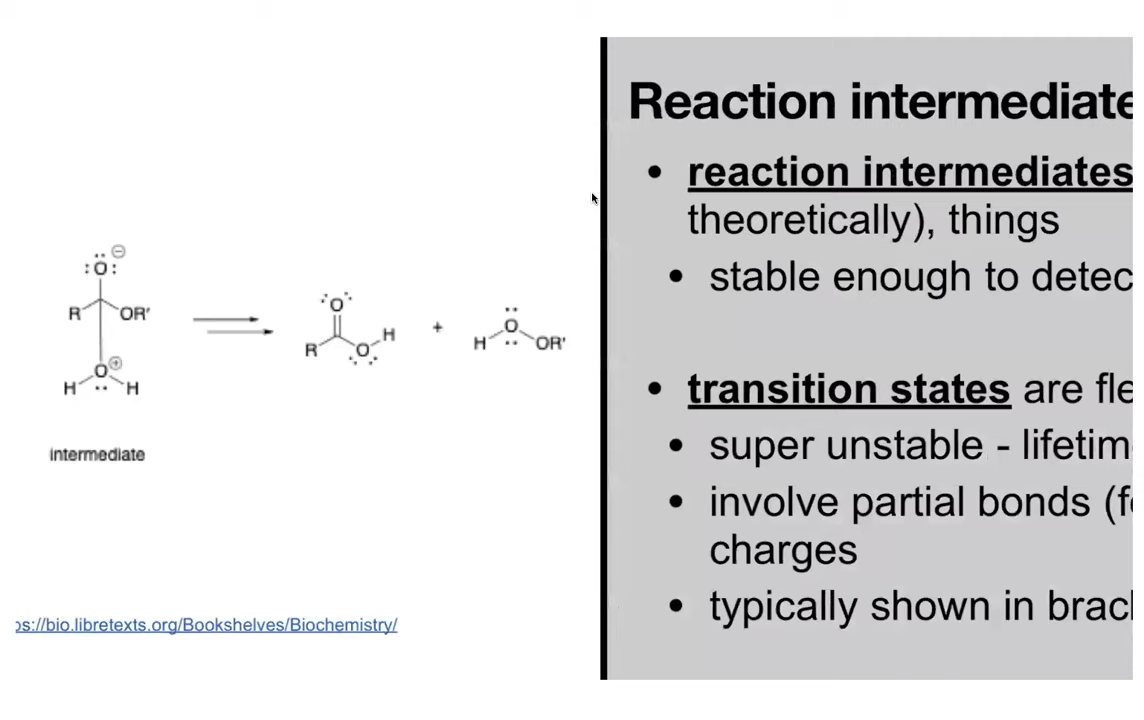 O
R
OR'
O
H
H
intermediate
O
R
O
H
+
H
O
OR'
ps://bio.libretexts.org/Bookshelves/Biochemistry/
Reaction intermediate
• reaction intermediates
theoretically), things
• stable enough to detec
• transition states are fle
• super unstable - lifetim
• involve partial bonds (f
charges
• typically shown in brac